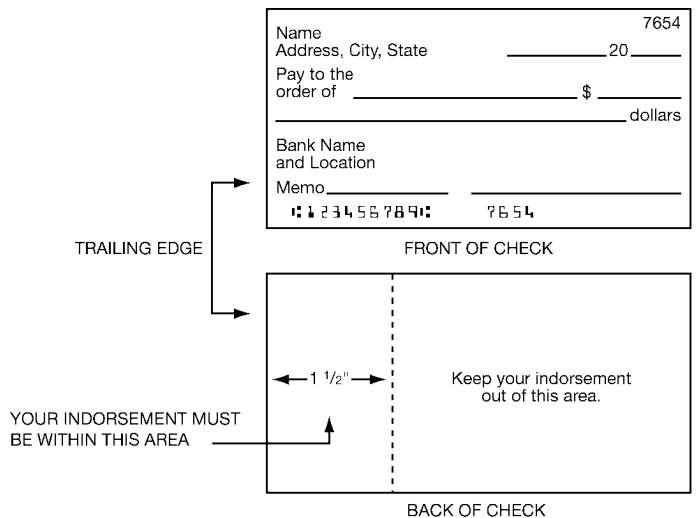 7654
Name
Address, City, State 20
Pay to the
order of $
dollars
Bank Name
and Location
Memo
⑆123456789⑆ 7654
TRAILING EDGE
FRONT OF CHECK
1 1/2"
Keep your indorsement
out of this area.
YOUR INDORSEMENT MUST
BE WITHIN THIS AREA
BACK OF CHECK